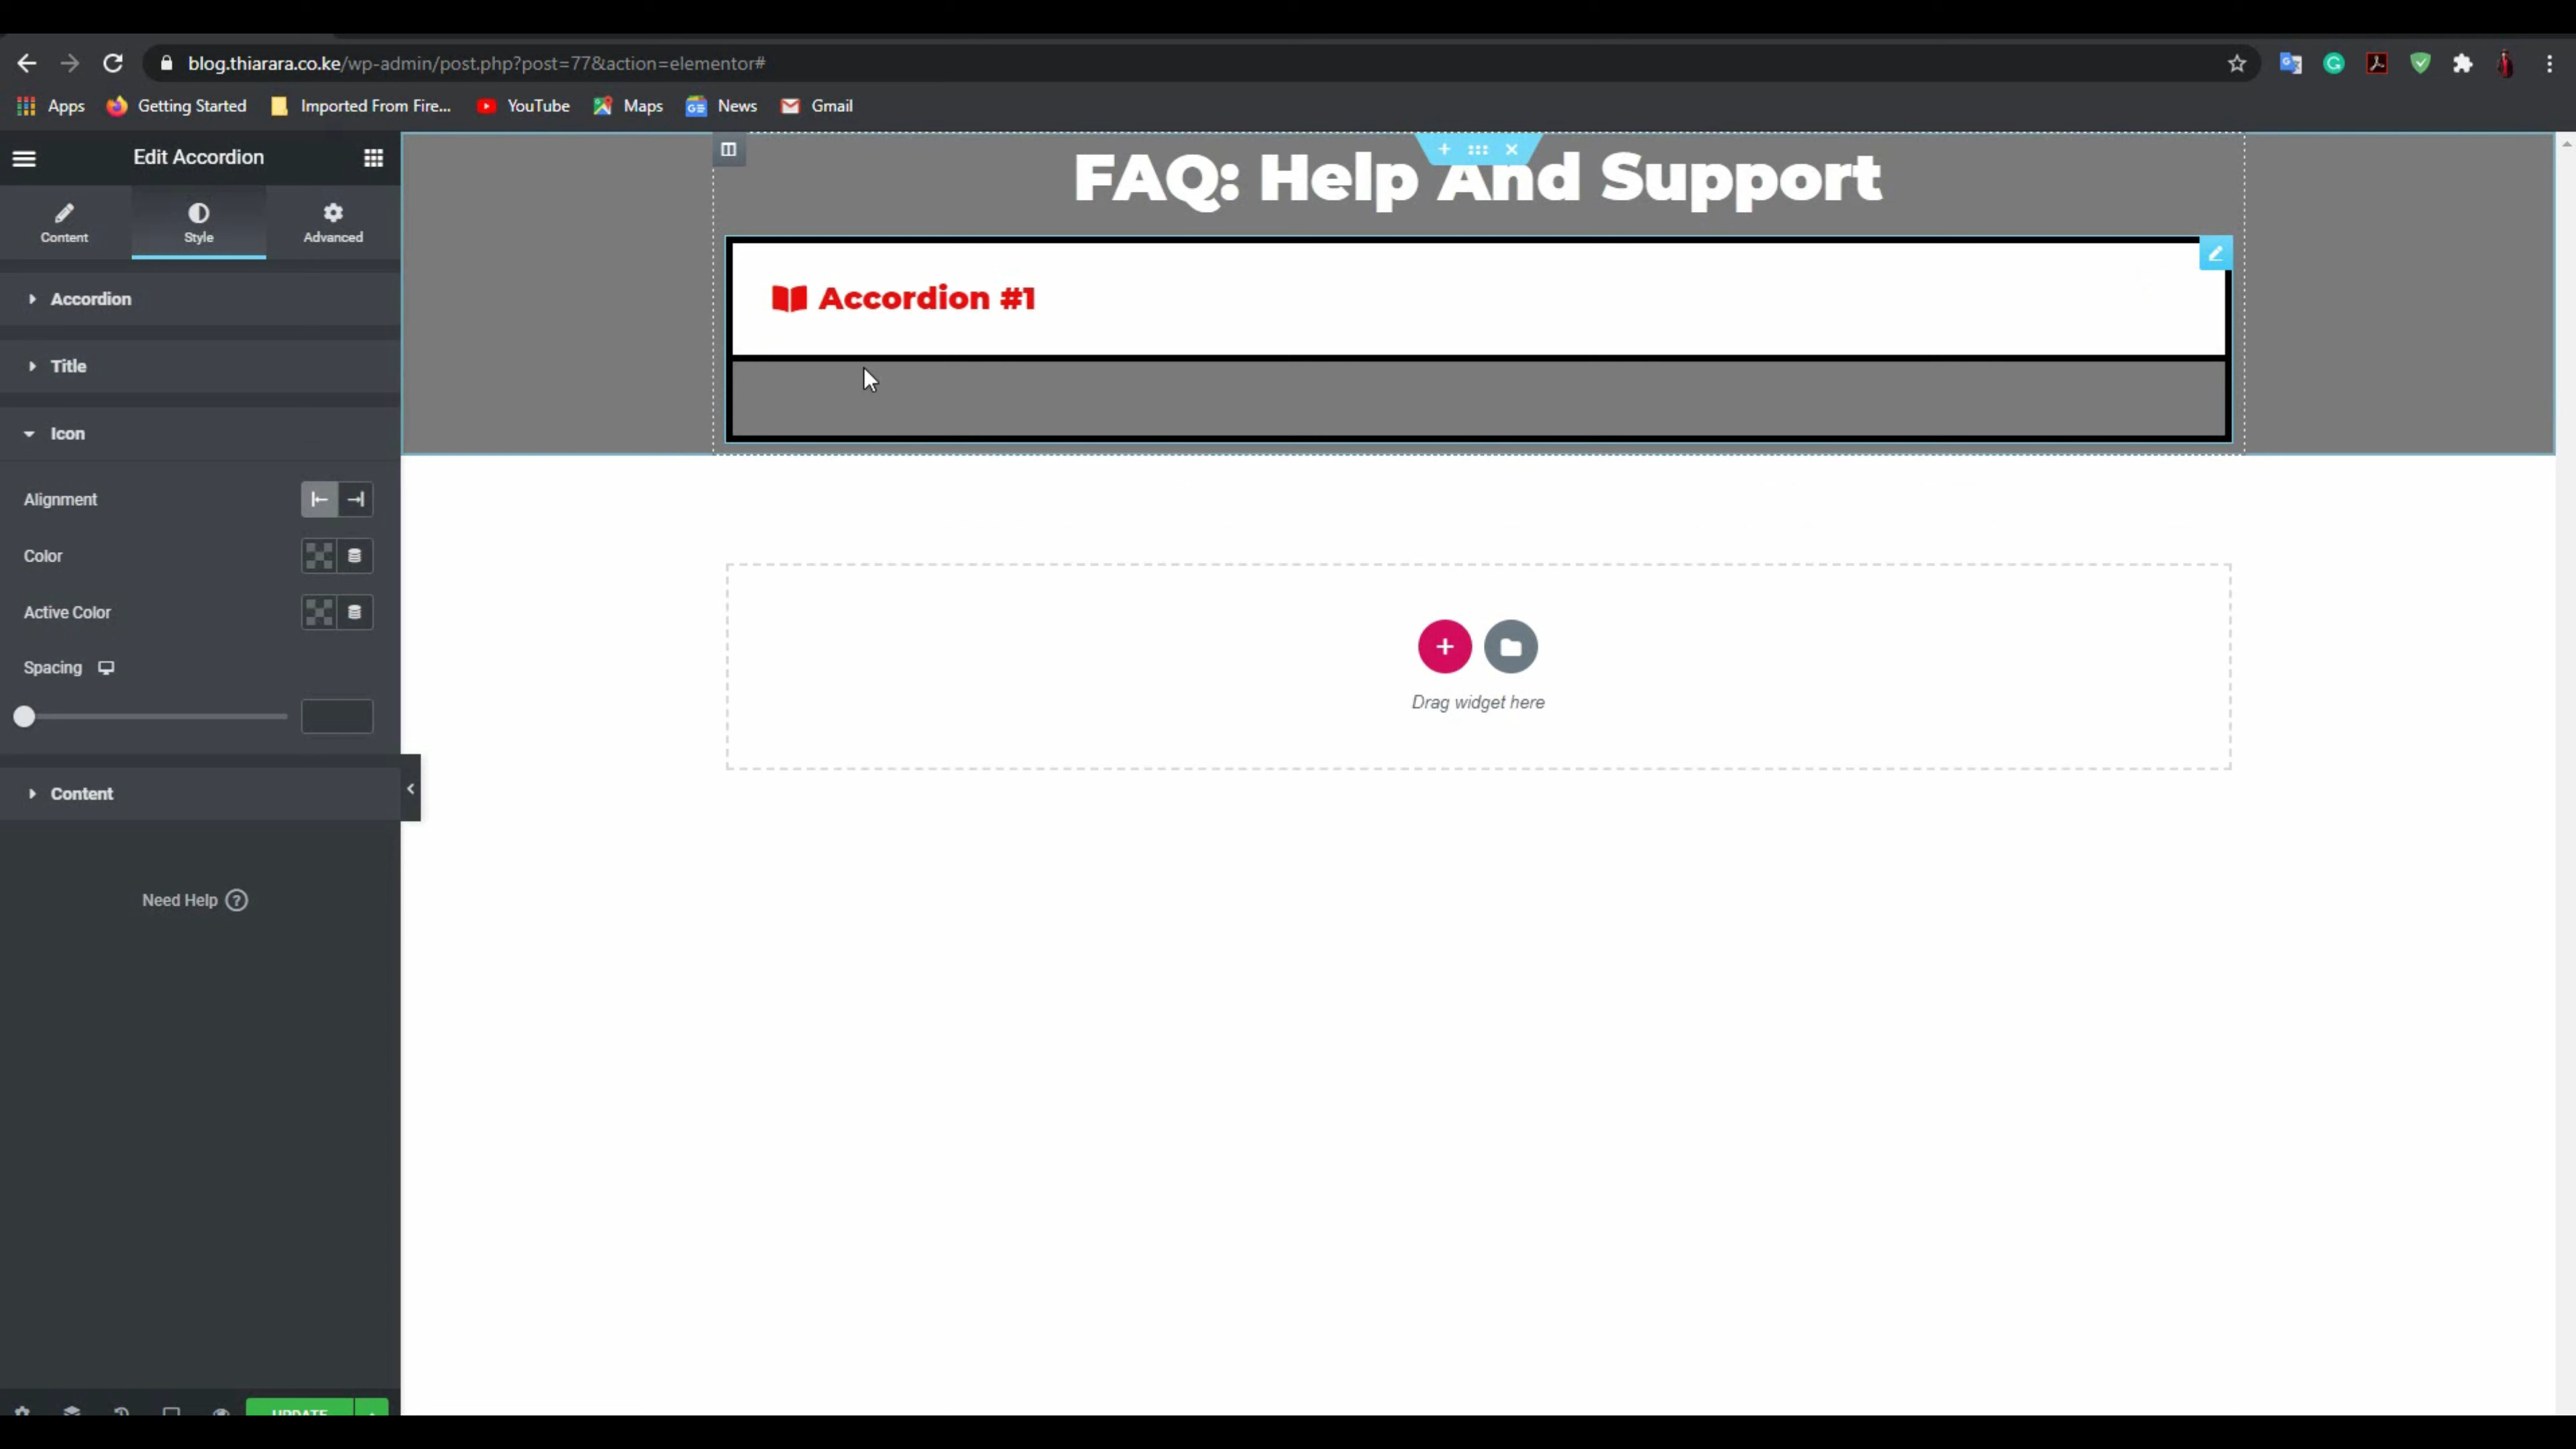 blog.thiarara.co.ke/wp-admin/post.php?post=77&action=elementor#
Apps Getting Started Imported From Fire... YouTube Maps News Gmail
Edit Accordion
Content Style Advanced
Accordion
Title
Icon
Alignment
Color
Active Color
Spacing
Content
Need Help ?
UPDATE
FAQ: Help And Support
Accordion #1
Drag widget here